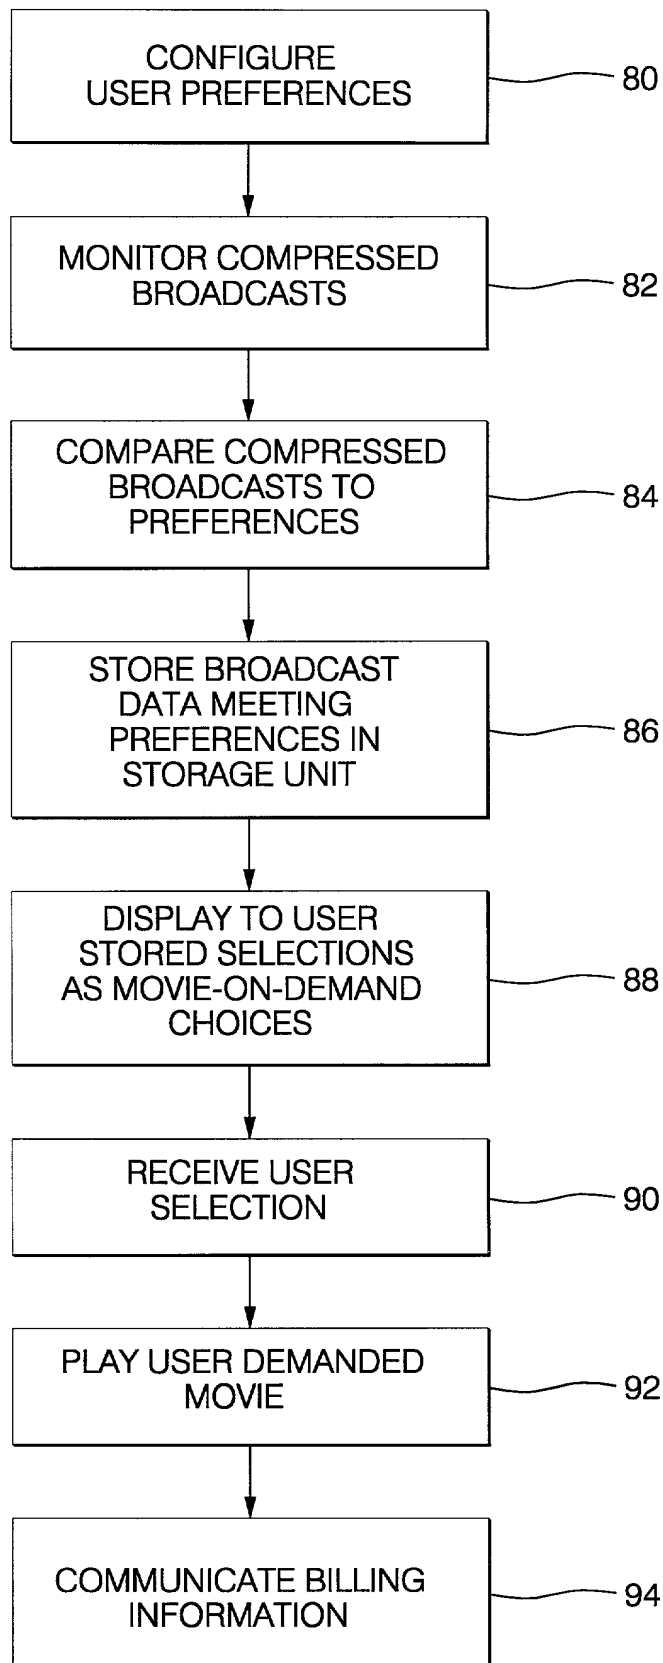 CONFIGURE
USER PREFERENCES
80
MONITOR COMPRESSED
BROADCASTS
82
COMPARE COMPRESSED
BROADCASTS TO
PREFERENCES
84
STORE BROADCAST
DATA MEETING
PREFERENCES IN
STORAGE UNIT
86
DISPLAY TO USER
STORED SELECTIONS
AS MOVIE-ON-DEMAND
CHOICES
88
RECEIVE USER
SELECTION
90
PLAY USER DEMANDED
MOVIE
92
COMMUNICATE BILLING
INFORMATION
94